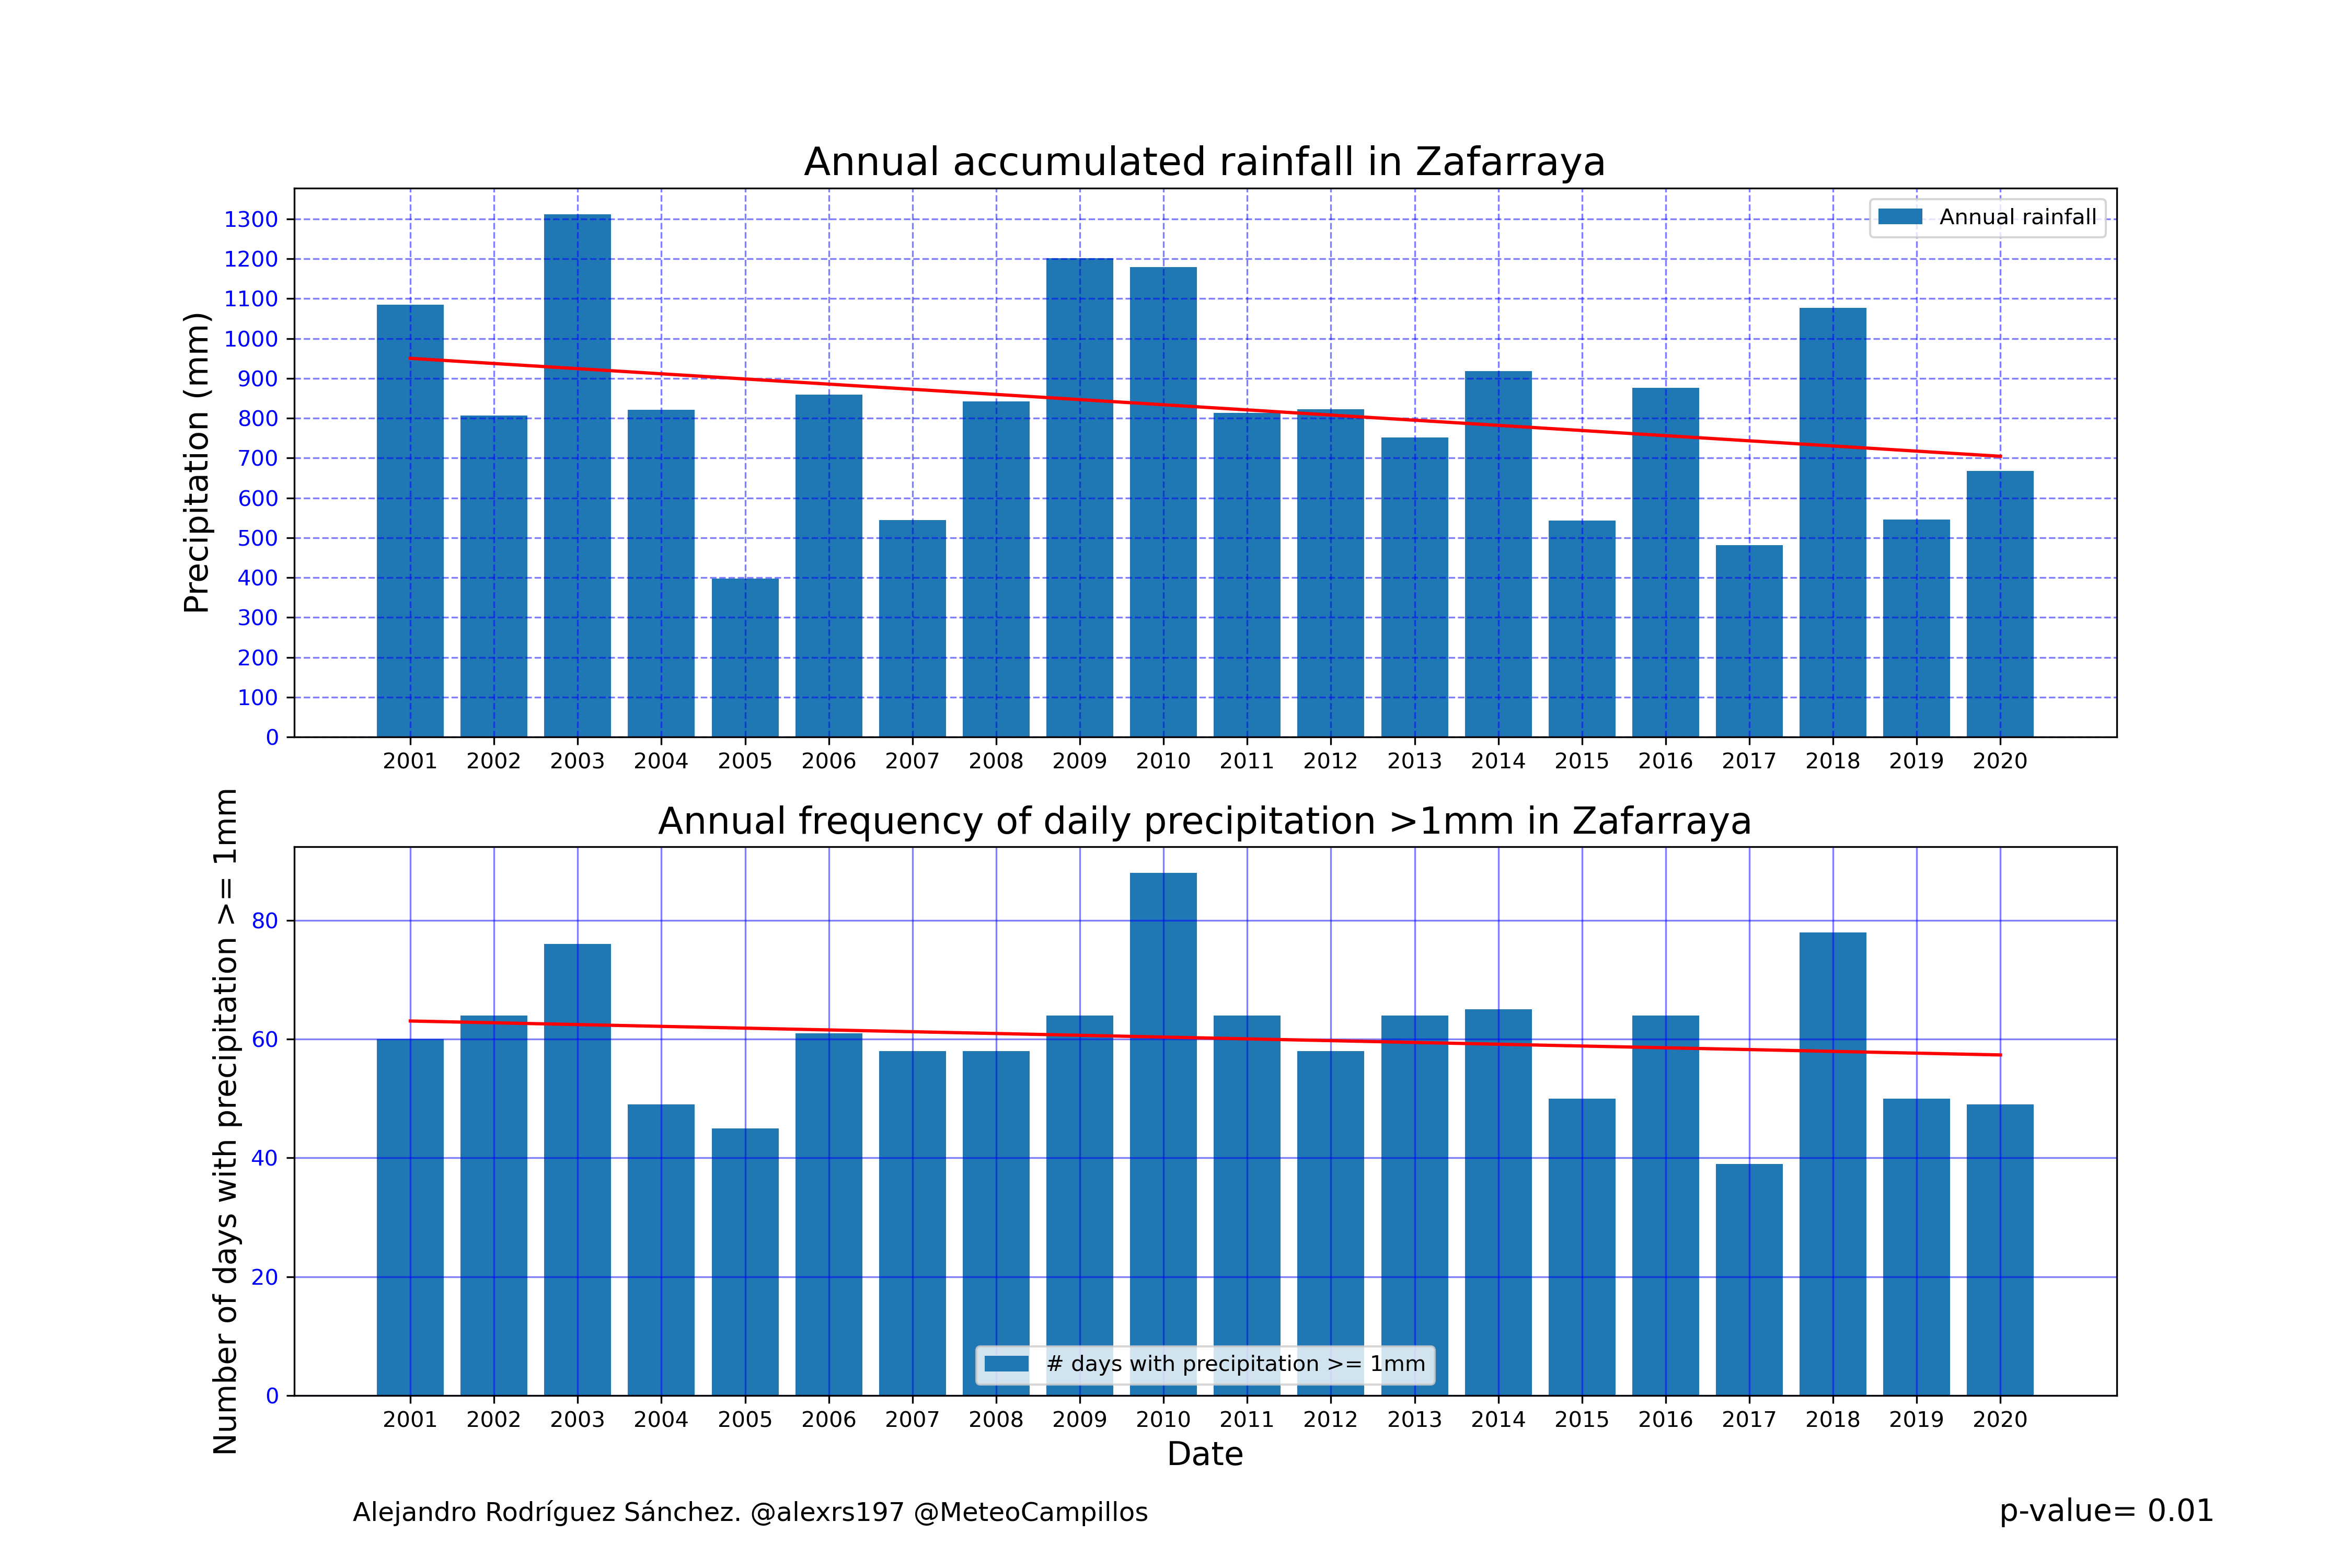 Annual accumulated rainfall in Zafarraya
Annual rainfall
Precipitation (mm)
1300
1200
1100
1000
900
800
700
600
500
400
300
200
100
0
2001 2002 2003 2004 2005 2006 2007 2008 2009 2010 2011 2012 2013 2014 2015 2016 2017 2018 2019 2020
Annual frequency of daily precipitation >1mm in Zafarraya
Number of days with precipitation >= 1mm
80
60
40
20
0
# days with precipitation >= 1mm
2001 2002 2003 2004 2005 2006 2007 2008 2009 2010 2011 2012 2013 2014 2015 2016 2017 2018 2019 2020
Date
Alejandro Rodríguez Sánchez. @alexrs197 @MeteoCampillos
p-value= 0.01